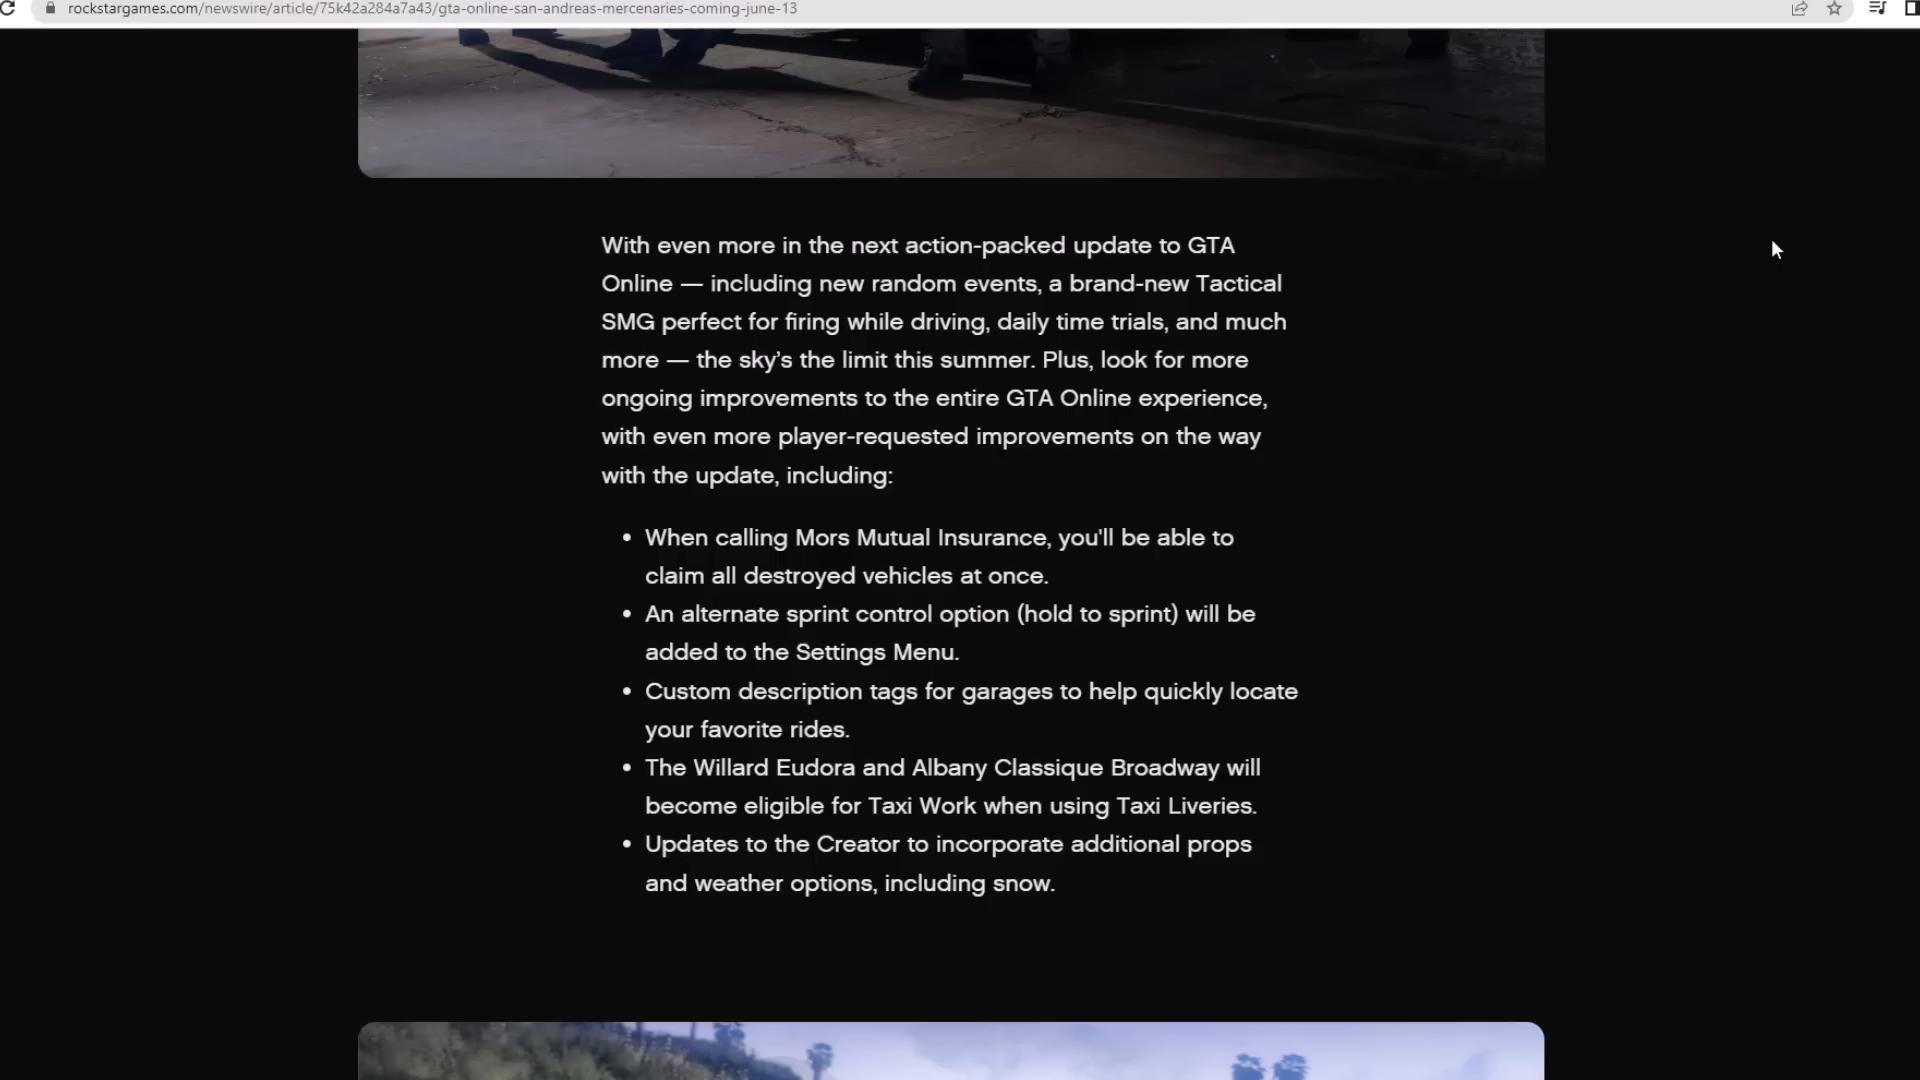 rockstargames.com/newswire/article/75k42a284a7a43/gta-online-san-andreas-mercenaries-coming-june-13
With even more in the next action-packed update to GTA
Online — including new random events, a brand-new Tactical
SMG perfect for firing while driving, daily time trials, and much
more — the sky’s the limit this summer. Plus, look for more
ongoing improvements to the entire GTA Online experience,
with even more player-requested improvements on the way
with the update, including:
• When calling Mors Mutual Insurance, you'll be able to
claim all destroyed vehicles at once.
• An alternate sprint control option (hold to sprint) will be
added to the Settings Menu.
• Custom description tags for garages to help quickly locate
your favorite rides.
• The Willard Eudora and Albany Classique Broadway will
become eligible for Taxi Work when using Taxi Liveries.
• Updates to the Creator to incorporate additional props
and weather options, including snow.